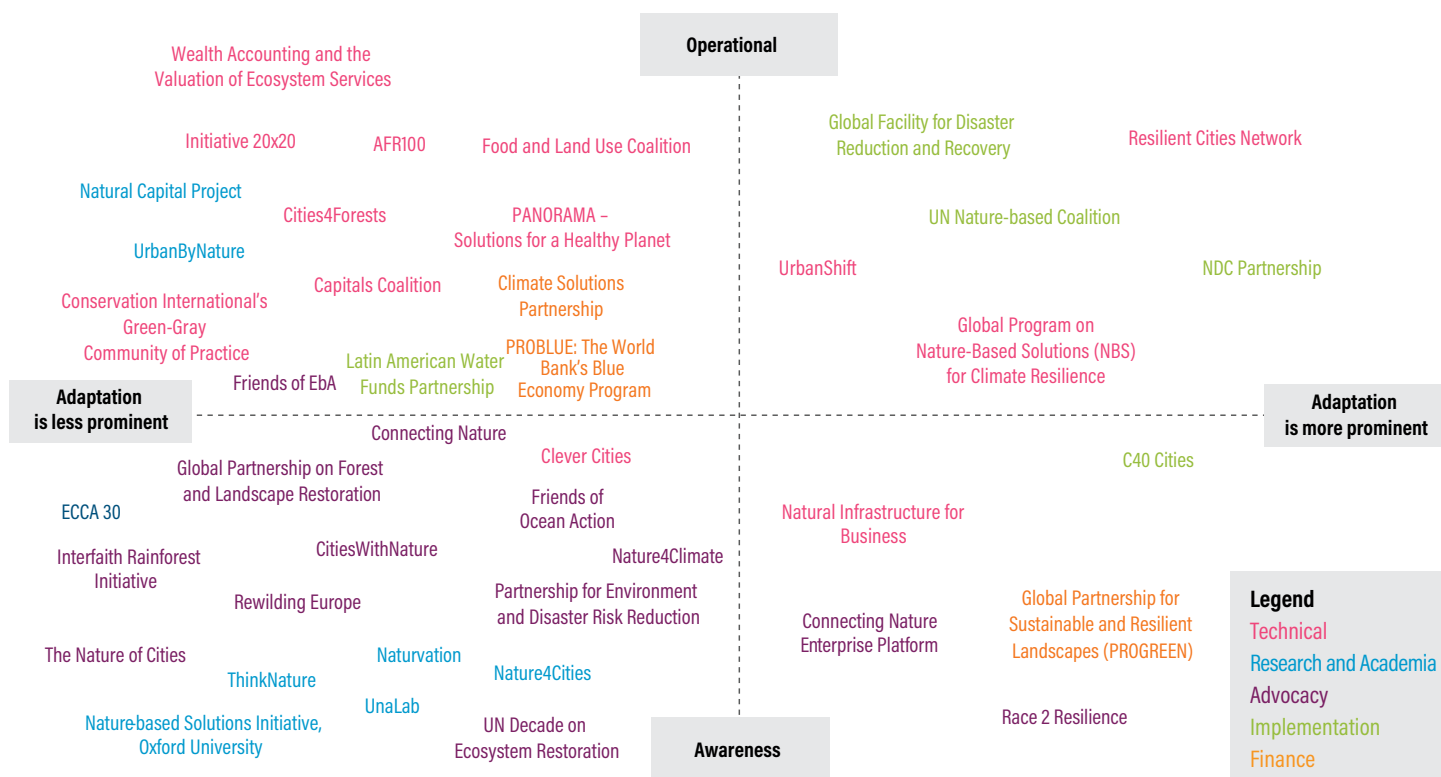 Operational
Wealth Accounting and the
Valuation of Ecosystem Services
Initiative 20x20
AFR100
Food and Land Use Coalition
Natural Capital Project
Cities4Forests
PANORAMA –
Solutions for a Healthy Planet
UrbanByNature
Capitals Coalition
Climate Solutions
Partnership
Conservation International's
Green-Gray
Community of Practice
Latin American Water
Funds Partnership
PROBLUE: The World
Bank's Blue
Economy Program
Friends of EbA
Global Facility for Disaster
Reduction and Recovery
Resilient Cities Network
UN Nature-based Coalition
UrbanShift
NDC Partnership
Global Program on
Nature-Based Solutions (NBS)
for Climate Resilience
Adaptation
is less prominent
Adaptation
is more prominent
Connecting Nature
Clever Cities
Global Partnership on Forest
and Landscape Restoration
ECCA 30
Friends of
Ocean Action
Interfaith Rainforest
Initiative
CitiesWithNature
Nature4Climate
Rewilding Europe
Partnership for Environment
and Disaster Risk Reduction
The Nature of Cities
Naturvation
ThinkNature
Nature4Cities
UnaLab
Nature-based Solutions Initiative,
Oxford University
UN Decade on
Ecosystem Restoration
C40 Cities
Natural Infrastructure for
Business
Connecting Nature
Enterprise Platform
Global Partnership for
Sustainable and Resilient
Landscapes (PROGREEN)
Race 2 Resilience
Awareness
Legend
Technical
Research and Academia
Advocacy
Implementation
Finance